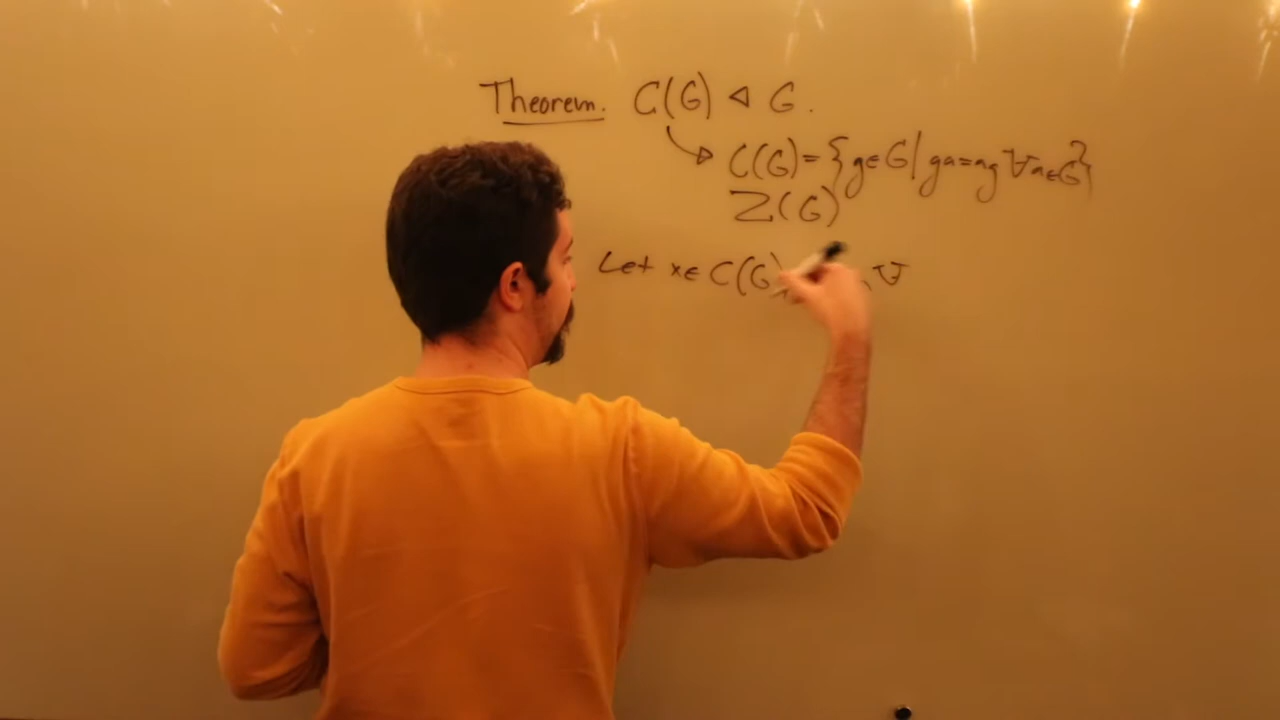 Theorem. C(G) ◁ G.
C(G) = {g∈G | ga=ag ∀a∈G}
Z(G)
Let x∈ C(G) ∀